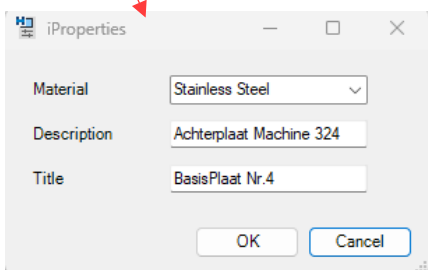 iProperties
Material Stainless Steel
Description Achterplaat Machine 324
Title BasisPlaat Nr.4
OK Cancel